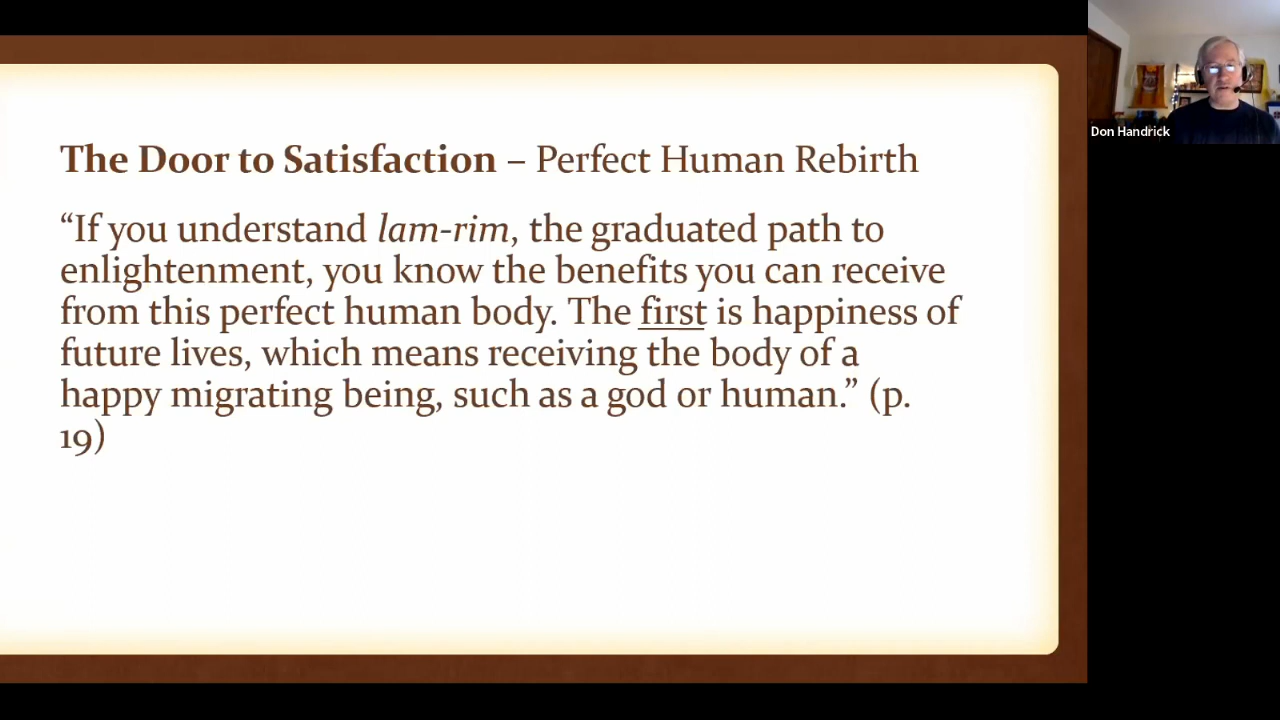 The Door to Satisfaction – Perfect Human Rebirth
“If you understand lam-rim, the graduated path to
enlightenment, you know the benefits you can receive
from this perfect human body. The first is happiness of
future lives, which means receiving the body of a
happy migrating being, such as a god or human.” (p.
19)
Don Handrick